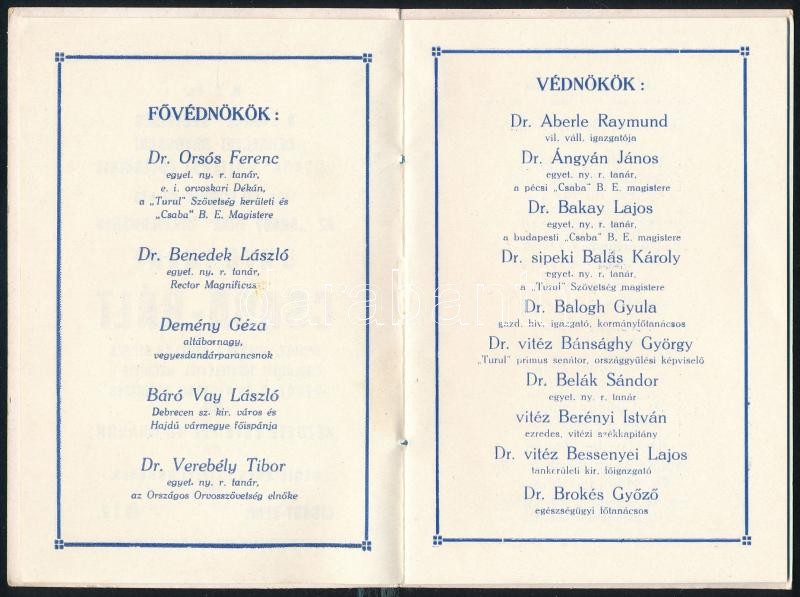 FŐVÉDNÖKÖK :
Dr. Orsós Ferenc
egyet. ny. r. tanár,
e. i. orvoskari Dékán,
a „Turul“ Szövetség kerületi és
„Csaba“ B. E. Magistere
Dr. Benedek László
egyet. ny. r. tanár,
Rector Magnificus
Demény Géza
altábornagy,
vegyesdandárparancsnok
Báró Vay László
Debrecen sz. kir. város és
Hajdú vármegye főispánja
Dr. Verebély Tibor
egyet. ny. r. tanár,
az Országos Orvosszövetség elnöke
VÉDNÖKÖK :
Dr. Aberle Raymund
vil. váll. igazgatója
Dr. Ángyán János
egyet. ny. r. tanár,
a pécsi „Csaba“ B. E. magistere
Dr. Bakay Lajos
egyet. ny. r. tanár,
a budapesti „Csaba“ B. E. magistere
Dr. sipeki Balás Károly
egyet. ny. r. tanár,
a „Turul“ Szövetség magistere
Dr. Balogh Gyula
gazd. hiv. igazgató, kormányfőtanácsos
Dr. vitéz Bánsághy György
„Turul“ primus senátor, országgyűlési képviselő
Dr. Belák Sándor
egyet. ny. r. tanár
vitéz Berényi István
ezredes, vitézi székkapitány
Dr. vitéz Bessenyei Lajos
tankerületi kir. főigazgató
Dr. Brokés Győző
egészségügyi főtanácsos